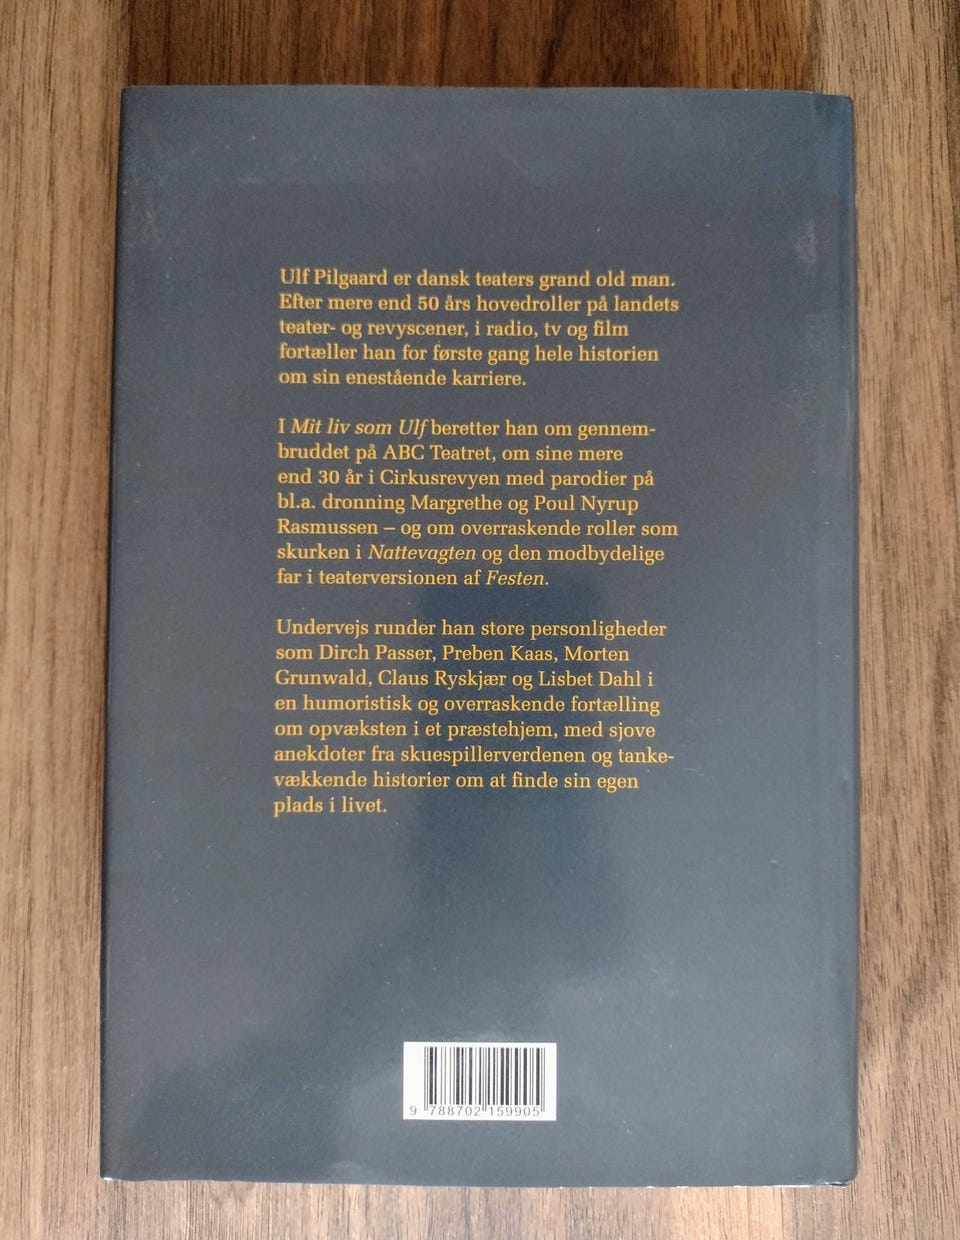 Ulf Pilgaard er dansk teaters grand old man.
Efter mere end 50 års hovedroller på landets
teater- og revyscener, i radio, tv og film
fortæller han for første gang hele historien
om sin enestående karriere.
I Mit liv som Ulf beretter han om gennem-
bruddet på ABC Teatret, om sine mere
end 30 år i Cirkusrevyen med parodier på
bl.a. dronning Margrethe og Poul Nyrup
Rasmussen – og om overraskende roller som
skurken i Nattevagten og den modbydelige
far i teaterversionen af Festen.
Undervejs runder han store personligheder
som Dirch Passer, Preben Kaas, Morten
Grunwald, Claus Ryskjær og Lisbet Dahl i
en humoristisk og overraskende fortælling
om opvæksten i et præstehjem, med sjove
anekdoter fra skuespillerverdenen og tanke-
vækkende historier om at finde sin egen
plads i livet.
9 788702 159905